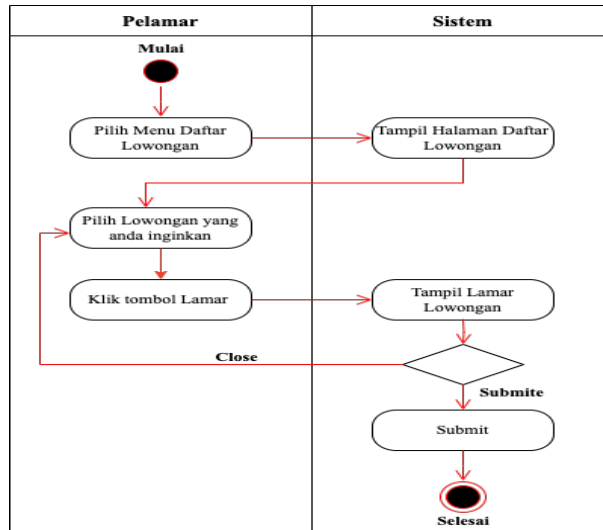 Pelamar
Sistem
Mulai
Pilih Menu Daftar
Lowongan
Tampil Halaman Daftar
Lowongan
Pilih Lowongan yang
anda inginkan
Klik tombol Lamar
Tampil Lamar
Lowongan
Close
Submite
Submit
Selesai